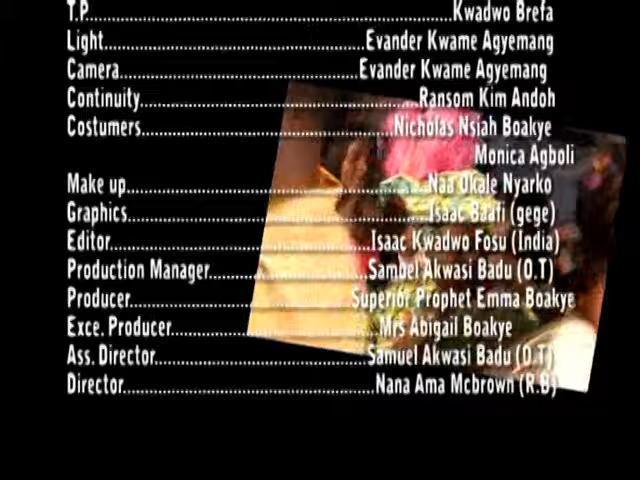 T.P....................Kwadwo Brefa
Light....................Evander Kwame Agyemang
Camera....................Evander Kwame Agyemang
Continuity....................Ransom Kim Andoh
Costumers....................Nicholas Nsiah Boakye
Monica Agboli
Make up....................Naa Okale Nyarko
Graphics....................Isaac Baafi (gege)
Editor....................Isaac Kwadwo Fosu (India)
Production Manager....................Samuel Akwasi Badu (O.T)
Producer....................Superior Prophet Emma Boakye
Exce. Producer....................Mrs Abigail Boakye
Ass. Director....................Samuel Akwasi Badu (O.T)
Director....................Nana Ama Mcbrown (R.B)